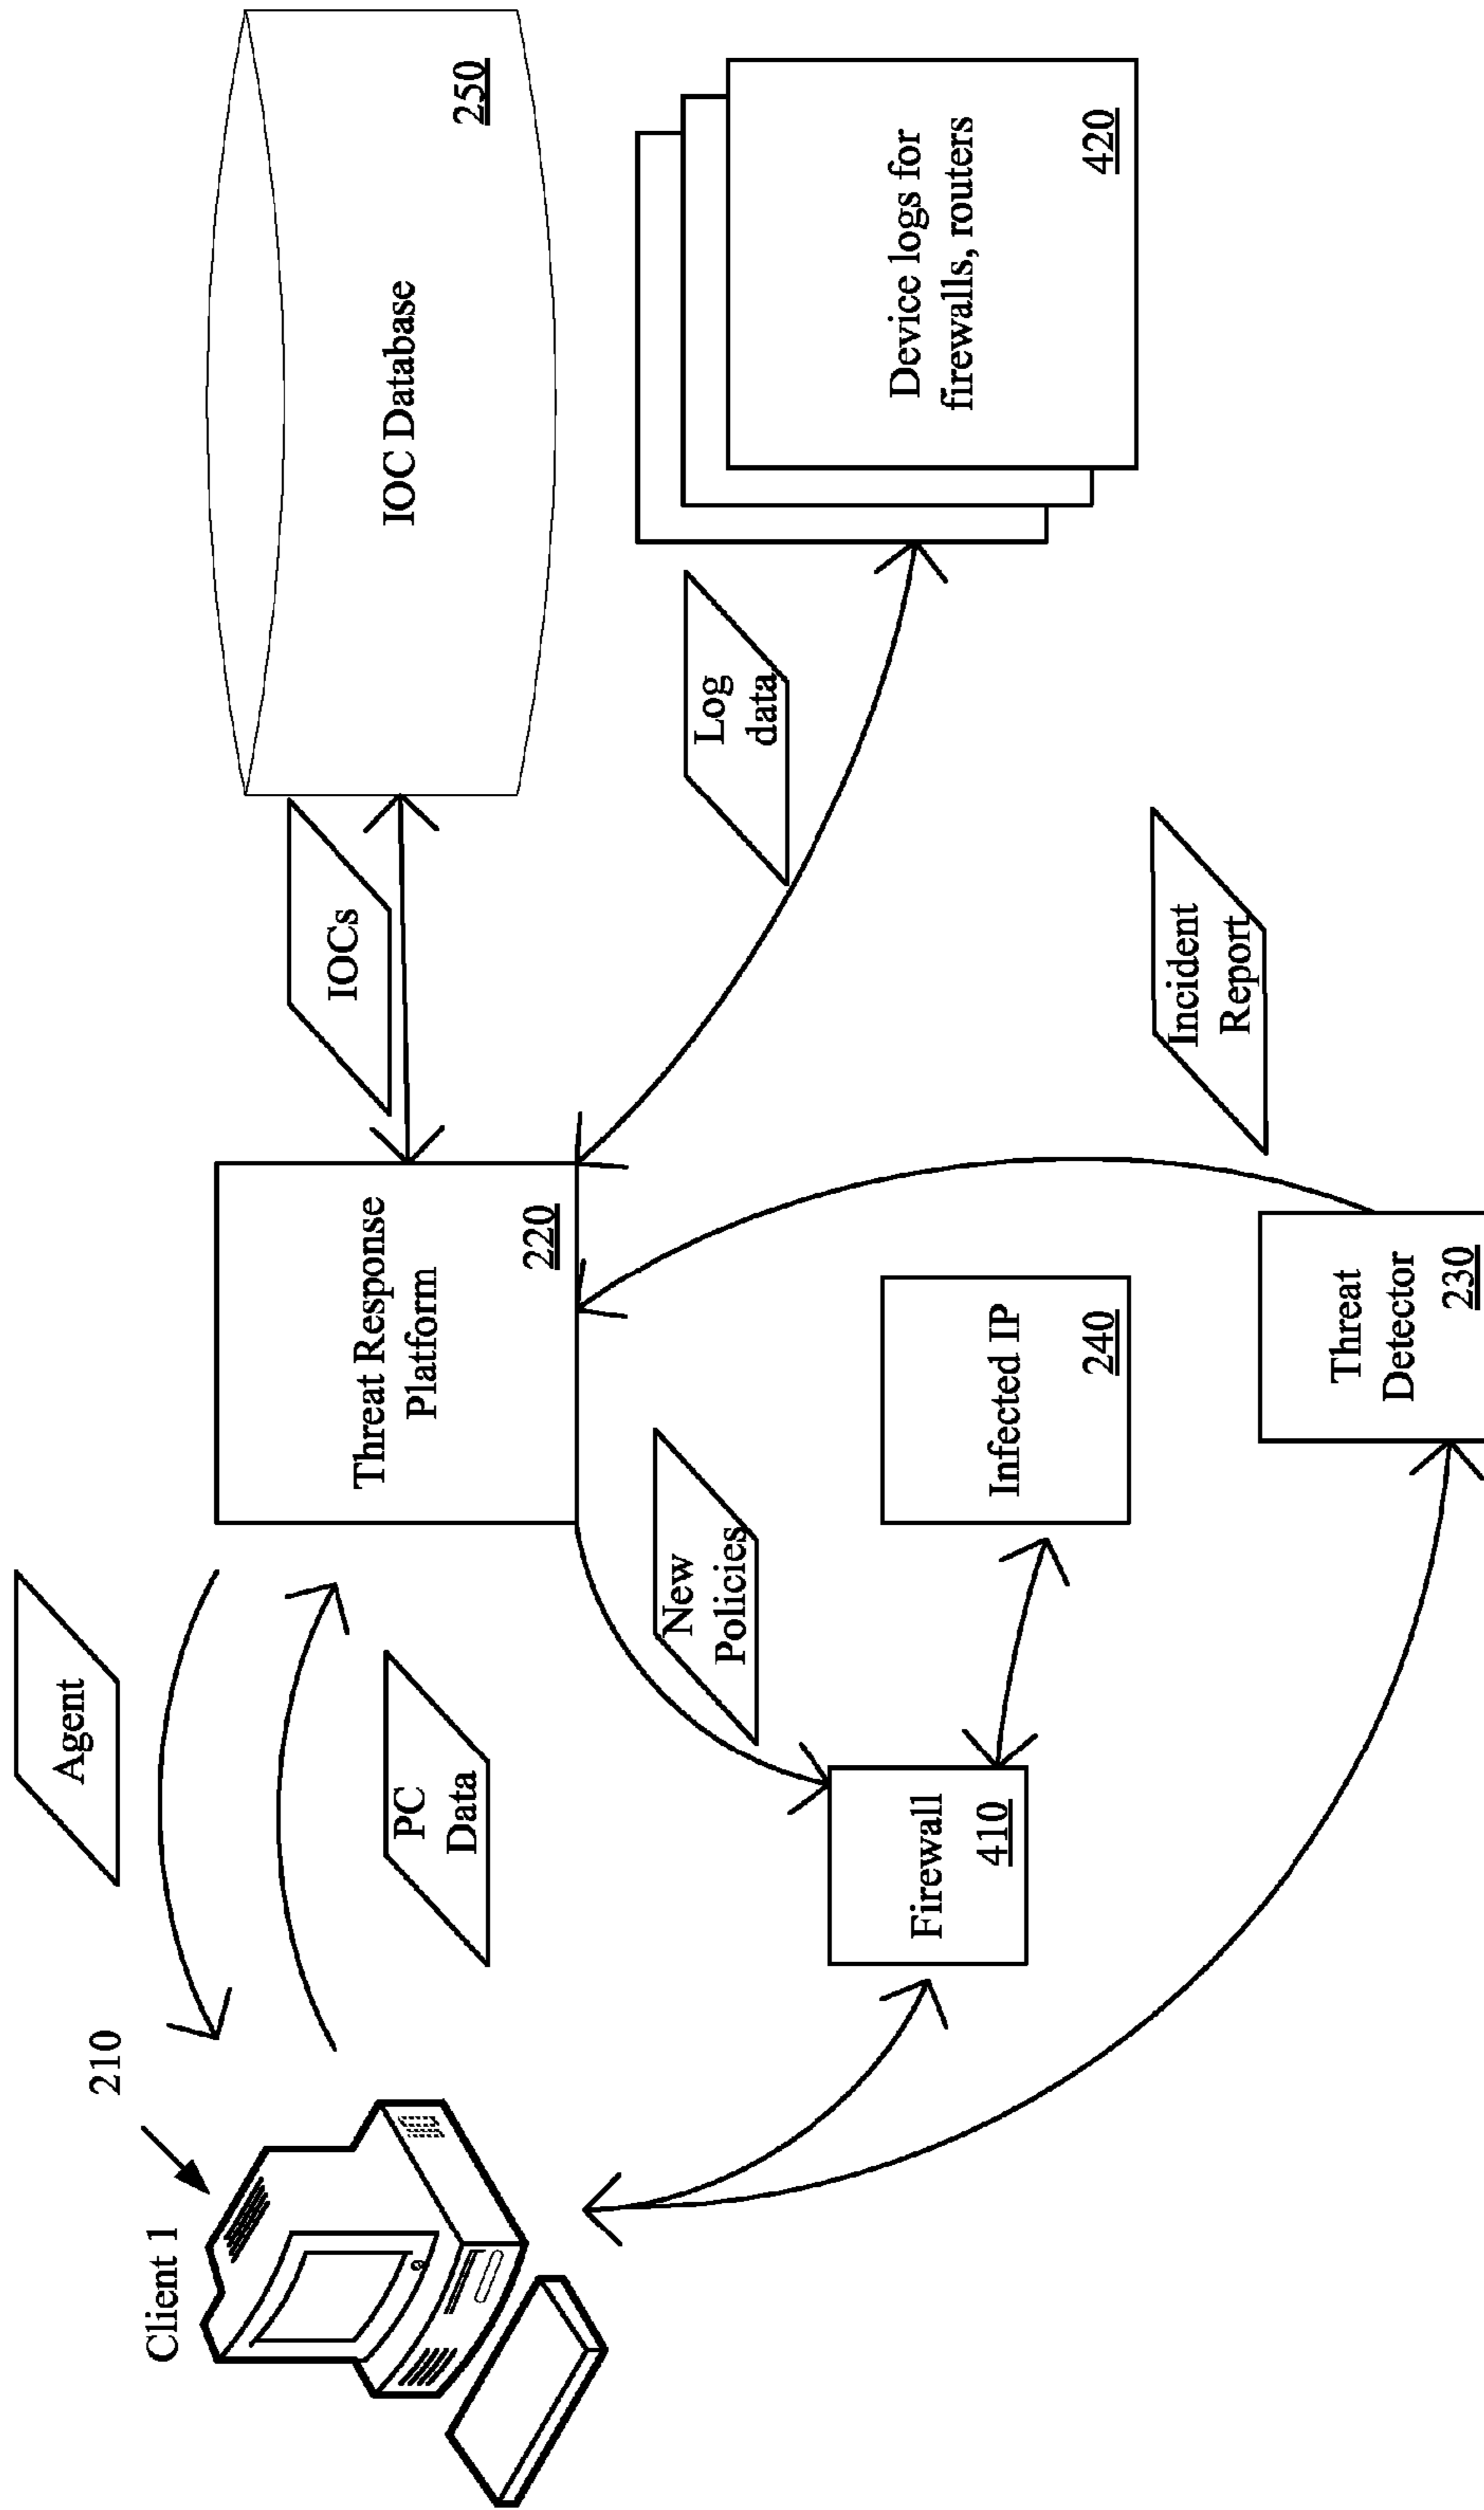 Client 1
210
Agent
PC
Data
Threat Response
Platform
220
IOCs
IOC Database
250
New
Policies
Log
data
Firewall
410
Infected IP
240
Device logs for
firewalls, routers
420
Incident
Report
Threat
Detector
230